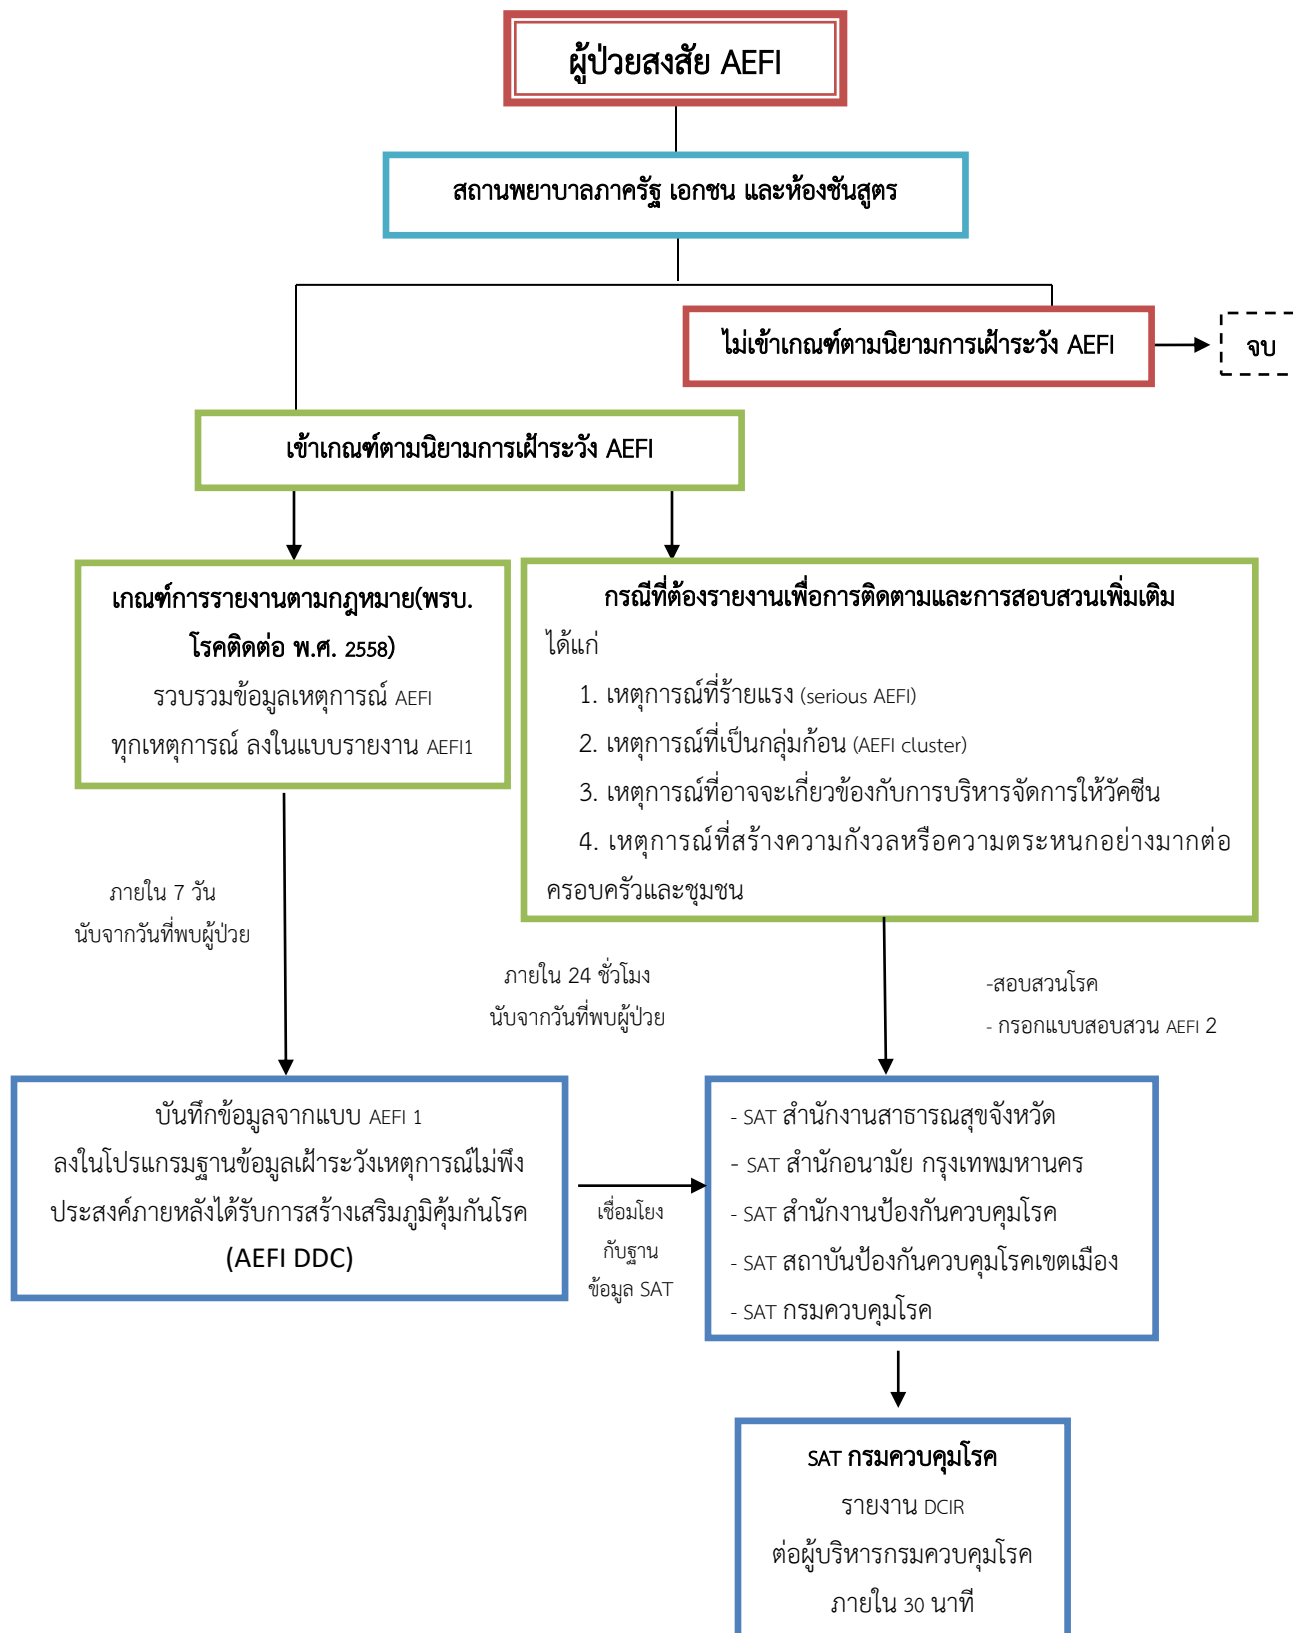 ผู้ป่วยสงสัย AEFI
สถานพยาบาลภาครัฐ เอกชน และห้องชันสูตร
ไม่เข้าเกณฑ์ตามนิยามการเฝ้าระวัง AEFI
จบ
เข้าเกณฑ์ตามนิยามการเฝ้าระวัง AEFI
เกณฑ์การรายงานตามกฎหมาย(พรบ.
โรคติดต่อ พ.ศ. 2558)
รวบรวมข้อมูลเหตุการณ์ AEFI
ทุกเหตุการณ์ ลงในแบบรายงาน AEFI1
กรณีที่ต้องรายงานเพื่อการติดตามและการสอบสวนเพิ่มเติม
ได้แก่
1. เหตุการณ์ที่ร้ายแรง (serious AEFI)
2. เหตุการณ์ที่เป็นกลุ่มก้อน (AEFI cluster)
3. เหตุการณ์ที่อาจจะเกี่ยวข้องกับการบริหารจัดการให้วัคซีน
4. เหตุการณ์ที่สร้างความกังวลหรือความตระหนกอย่างมากต่อ
ครอบครัวและชุมชน
ภายใน 7 วัน
นับจากวันที่พบผู้ป่วย
ภายใน 24 ชั่วโมง
นับจากวันที่พบผู้ป่วย
-สอบสวนโรค
- กรอกแบบสอบสวน AEFI 2
บันทึกข้อมูลจากแบบ AEFI 1
ลงในโปรแกรมฐานข้อมูลเฝ้าระวังเหตุการณ์ไม่พึง
ประสงค์ภายหลังได้รับการสร้างเสริมภูมิคุ้มกันโรค
(AEFI DDC)
เชื่อมโยง
กับฐาน
ข้อมูล SAT
- SAT สำนักงานสาธารณสุขจังหวัด
- SAT สำนักอนามัย กรุงเทพมหานคร
- SAT สำนักงานป้องกันควบคุมโรค
- SAT สถาบันป้องกันควบคุมโรคเขตเมือง
- SAT กรมควบคุมโรค
SAT กรมควบคุมโรค
รายงาน DCIR
ต่อผู้บริหารกรมควบคุมโรค
ภายใน 30 นาที